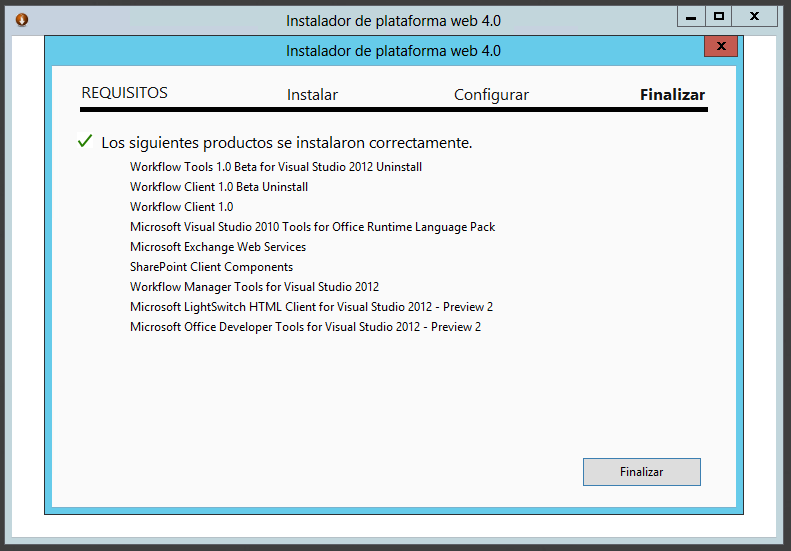 Instalador de plataforma web 4.0
Instalador de plataforma web 4.0
REQUISITOS Instalar Configurar Finalizar
Los siguientes productos se instalaron correctamente.
Workflow Tools 1.0 Beta for Visual Studio 2012 Uninstall
Workflow Client 1.0 Beta Uninstall
Workflow Client 1.0
Microsoft Visual Studio 2010 Tools for Office Runtime Language Pack
Microsoft Exchange Web Services
SharePoint Client Components
Workflow Manager Tools for Visual Studio 2012
Microsoft LightSwitch HTML Client for Visual Studio 2012 - Preview 2
Microsoft Office Developer Tools for Visual Studio 2012 - Preview 2
Finalizar